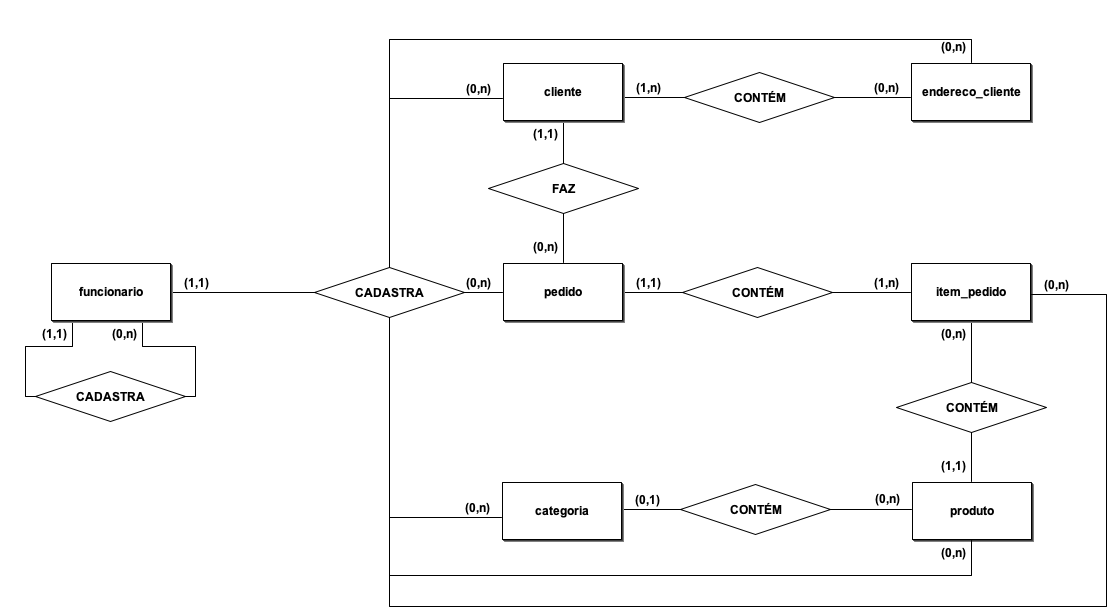 (0,n)
(0,n)
cliente
(1,n)
CONTÉM
(0,n)
endereco_cliente
(1,1)
FAZ
(0,n)
funcionario
(1,1)
CADASTRA
(0,n)
pedido
(1,1)
CONTÉM
(1,n)
item_pedido
(0,n)
(1,1)
(0,n)
(0,n)
CADASTRA
CONTÉM
(1,1)
(0,n)
categoria
(0,1)
CONTÉM
(0,n)
produto
(0,n)